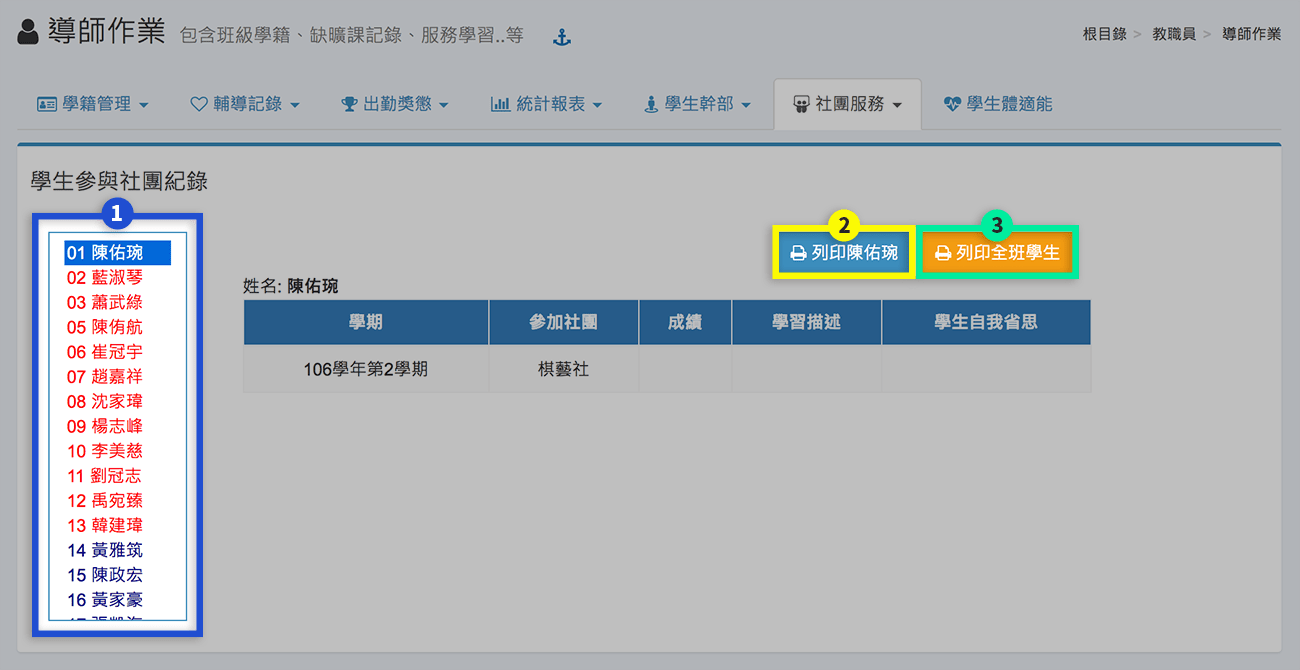 導師作業 包含班級學籍、缺曠課記錄、服務學習..等
根目錄 > 教職員 > 導師作業
學籍管理 輔導記錄 出勤獎懲 統計報表 學生幹部 社團服務 學生體適能
學生參與社團紀錄
1
2
3
列印陳佑琬 列印全班學生
01 陳佑琬
02 藍淑琴
03 蕭武綠
05 陳侑航
06 崔冠宇
07 趙嘉祥
08 沈家瑋
09 楊志峰
10 李美慈
11 劉冠志
12 禹宛臻
13 韓建瑋
14 黃雅筑
15 陳政宏
16 黃家豪
姓名: 陳佑琬
學期 參加社團 成績 學習描述 學生自我省思
106學年第2學期 棋藝社